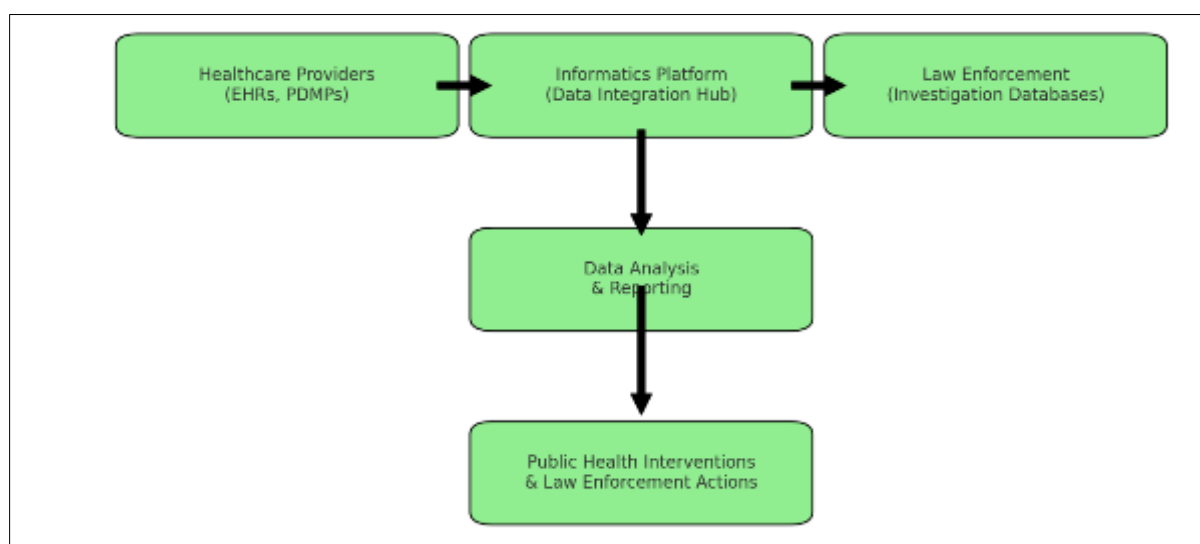 Healthcare Providers
(EHRs, PDMPs)
Informatics Platform
(Data Integration Hub)
Law Enforcement
(Investigation Databases)
Data Analysis
& Reporting
Public Health Interventions
& Law Enforcement Actions